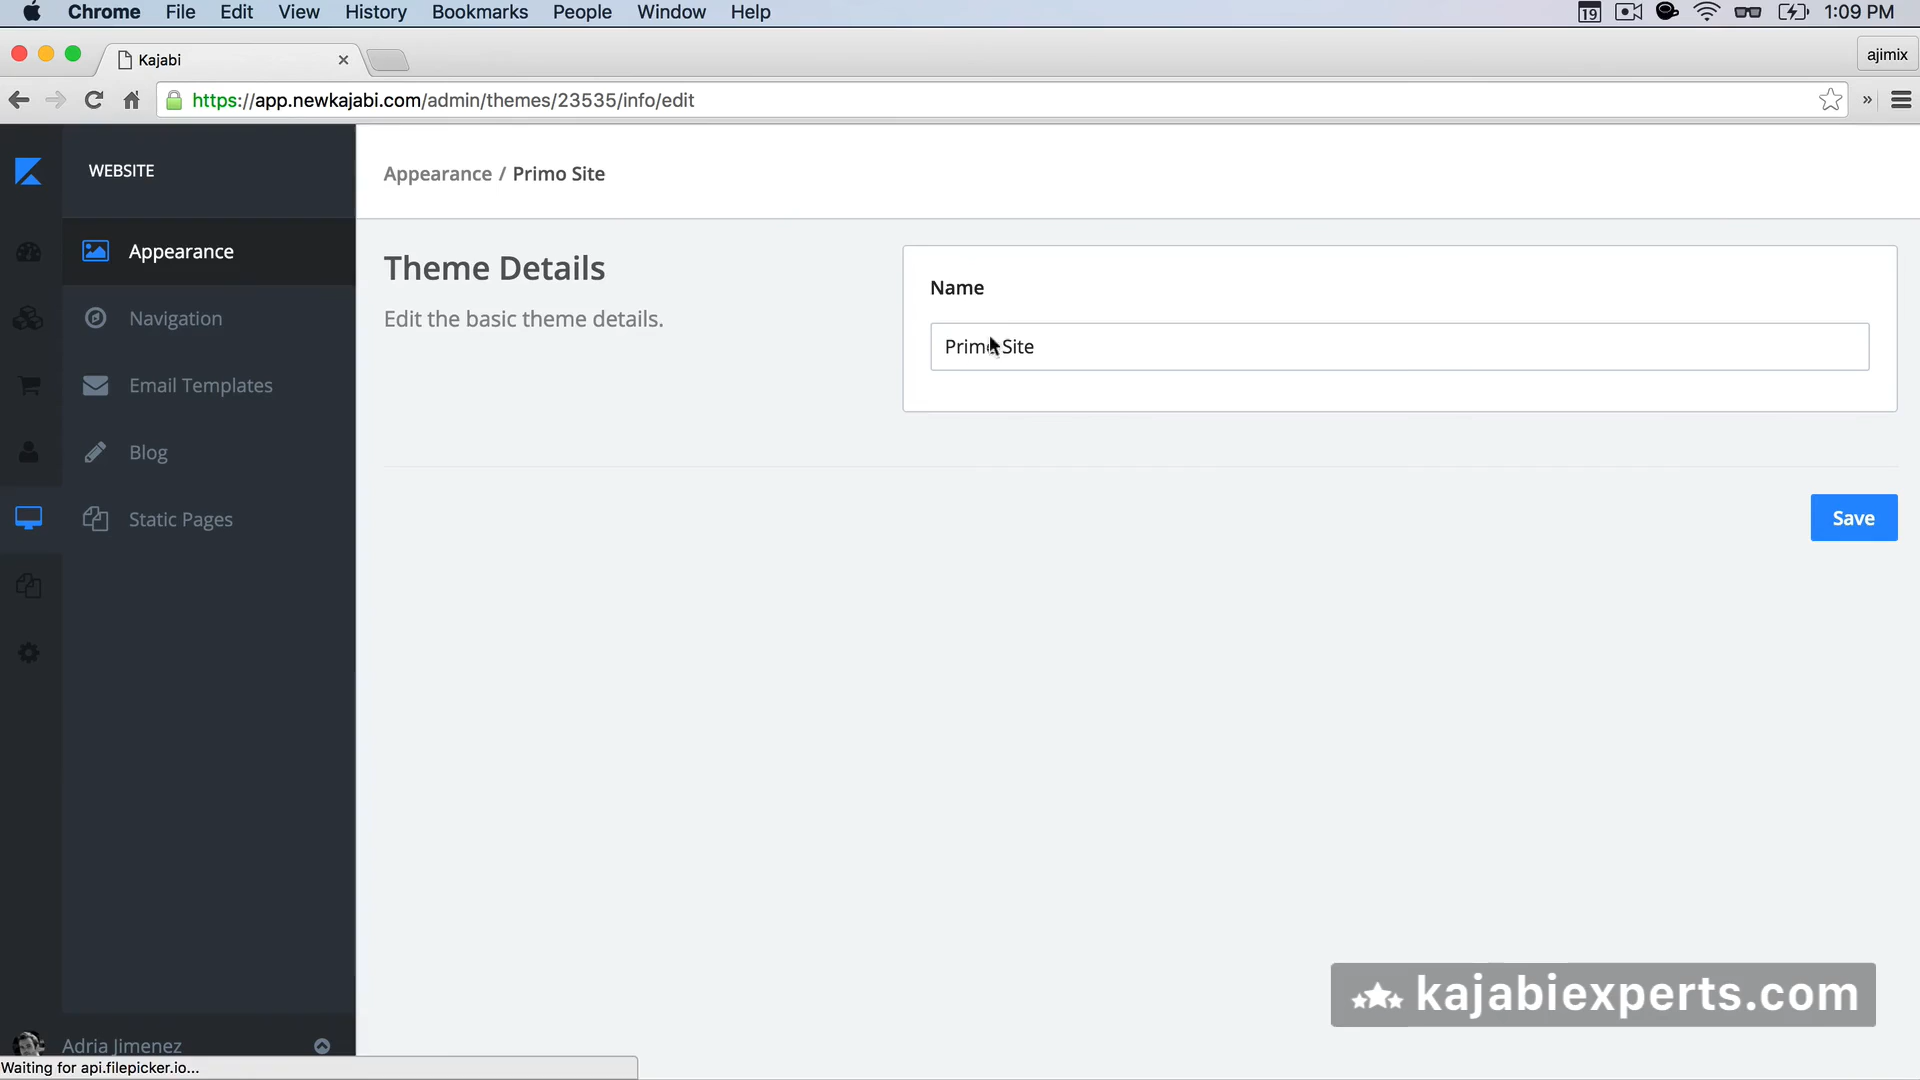 Chrome File Edit View History Bookmarks People Window Help 19 1:09 PM
Kajabi
ajimix
https://app.newkajabi.com/admin/themes/23535/info/edit
WEBSITE
Appearance / Primo Site
Appearance
Navigation
Email Templates
Blog
Static Pages
Theme Details
Edit the basic theme details.
Name
Primo Site
Save
kajabiexperts.com
Adria Jimenez
Waiting for api.filepicker.io...